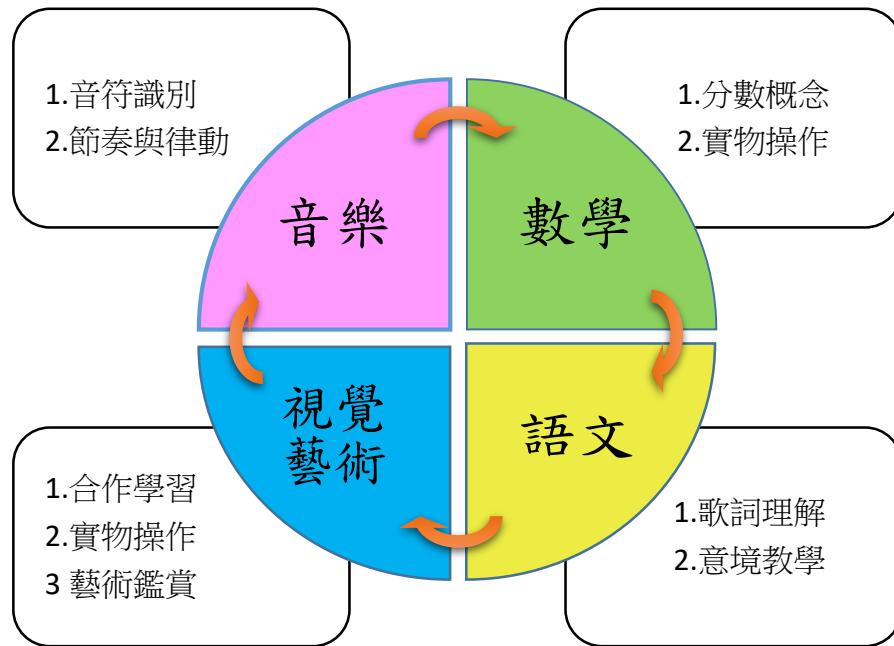 1.音符識別
2.節奏與律動
音樂
1.分數概念
2.實物操作
數學
1.合作學習
2.實物操作
3 藝術鑑賞
視覺
藝術
1.歌詞理解
2.意境教學
語文